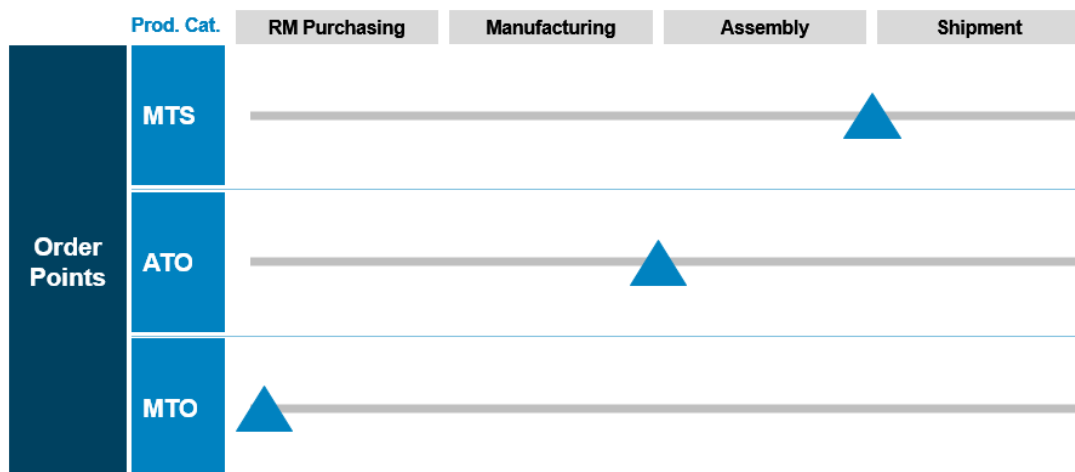 Prod. Cat.
RM Purchasing
Manufacturing
Assembly
Shipment
Order
Points
MTS
ATO
MTO